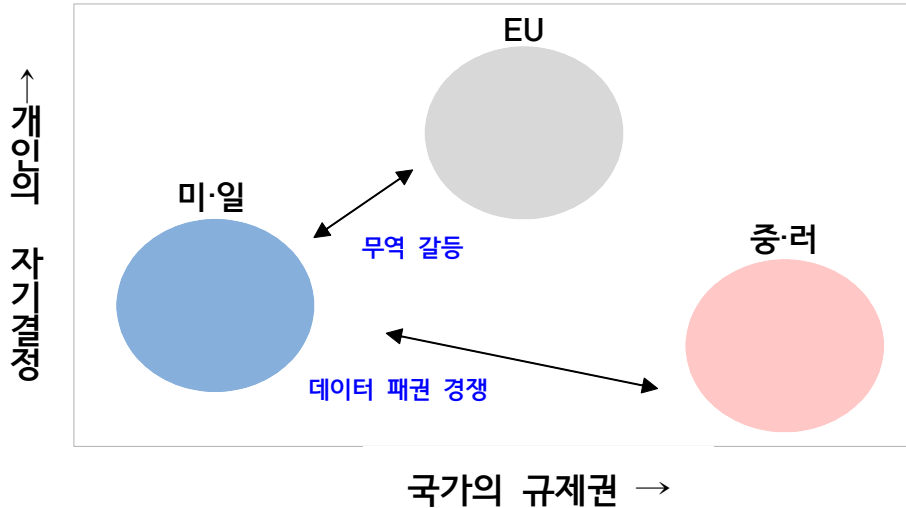 EU
미·일
무역 갈등
중·러
데이터 패권 경쟁
↑개인의 자기결정
국가의 규제권 →